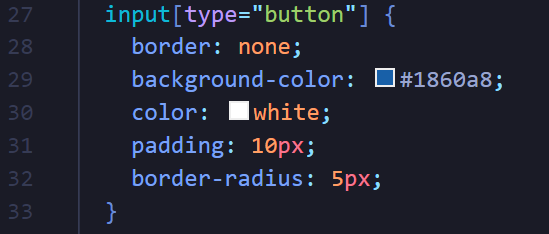 27 input[type="button"] {
28 border: none;
29 background-color: #1860a8;
30 color: white;
31 padding: 10px;
32 border-radius: 5px;
33 }